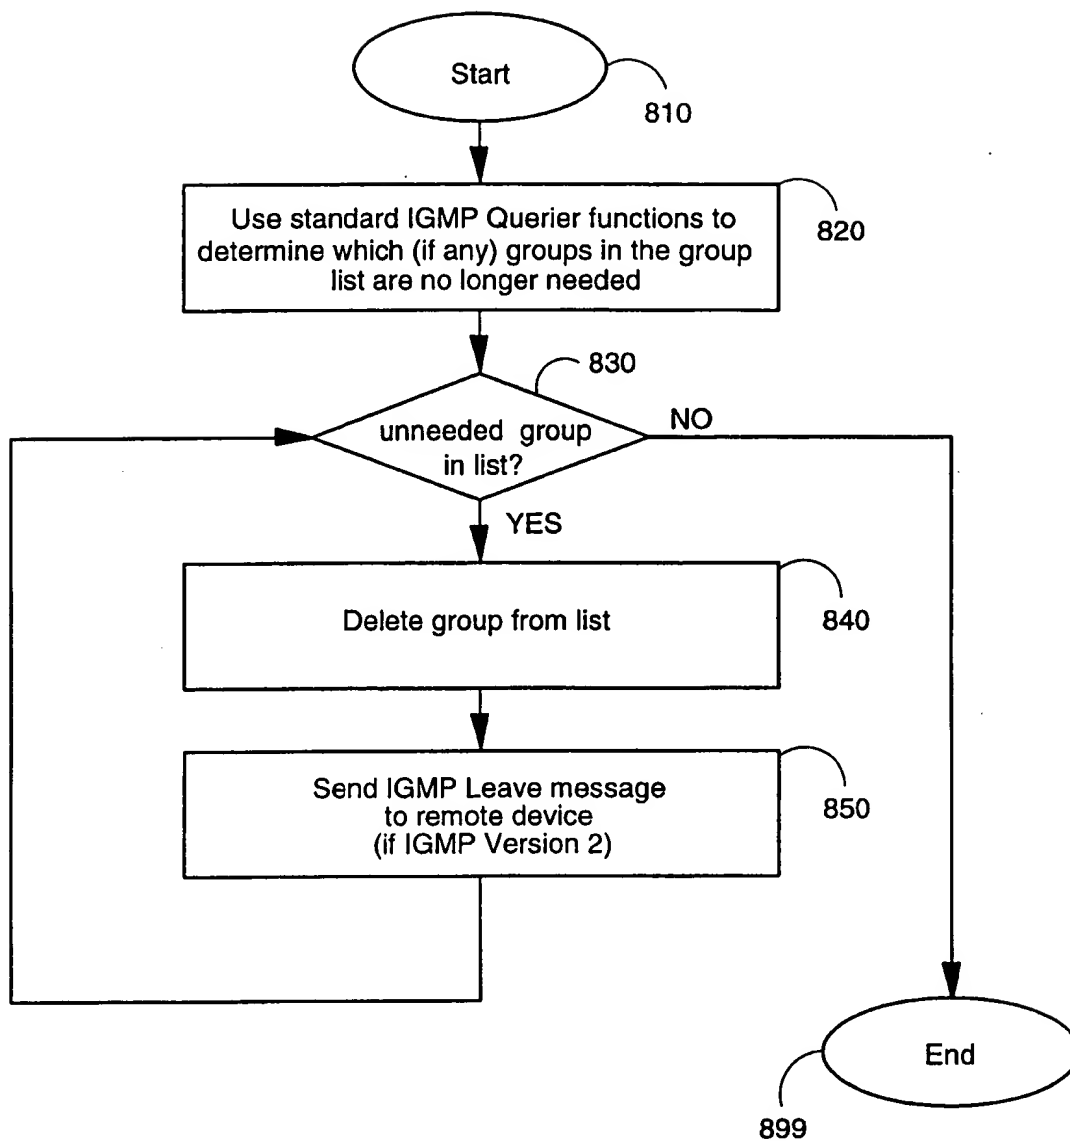 Start
810
Use standard IGMP Querier functions to
determine which (if any) groups in the group
list are no longer needed
820
830
unneeded group
in list?
NO
YES
Delete group from list
840
Send IGMP Leave message
to remote device
(if IGMP Version 2)
850
End
899